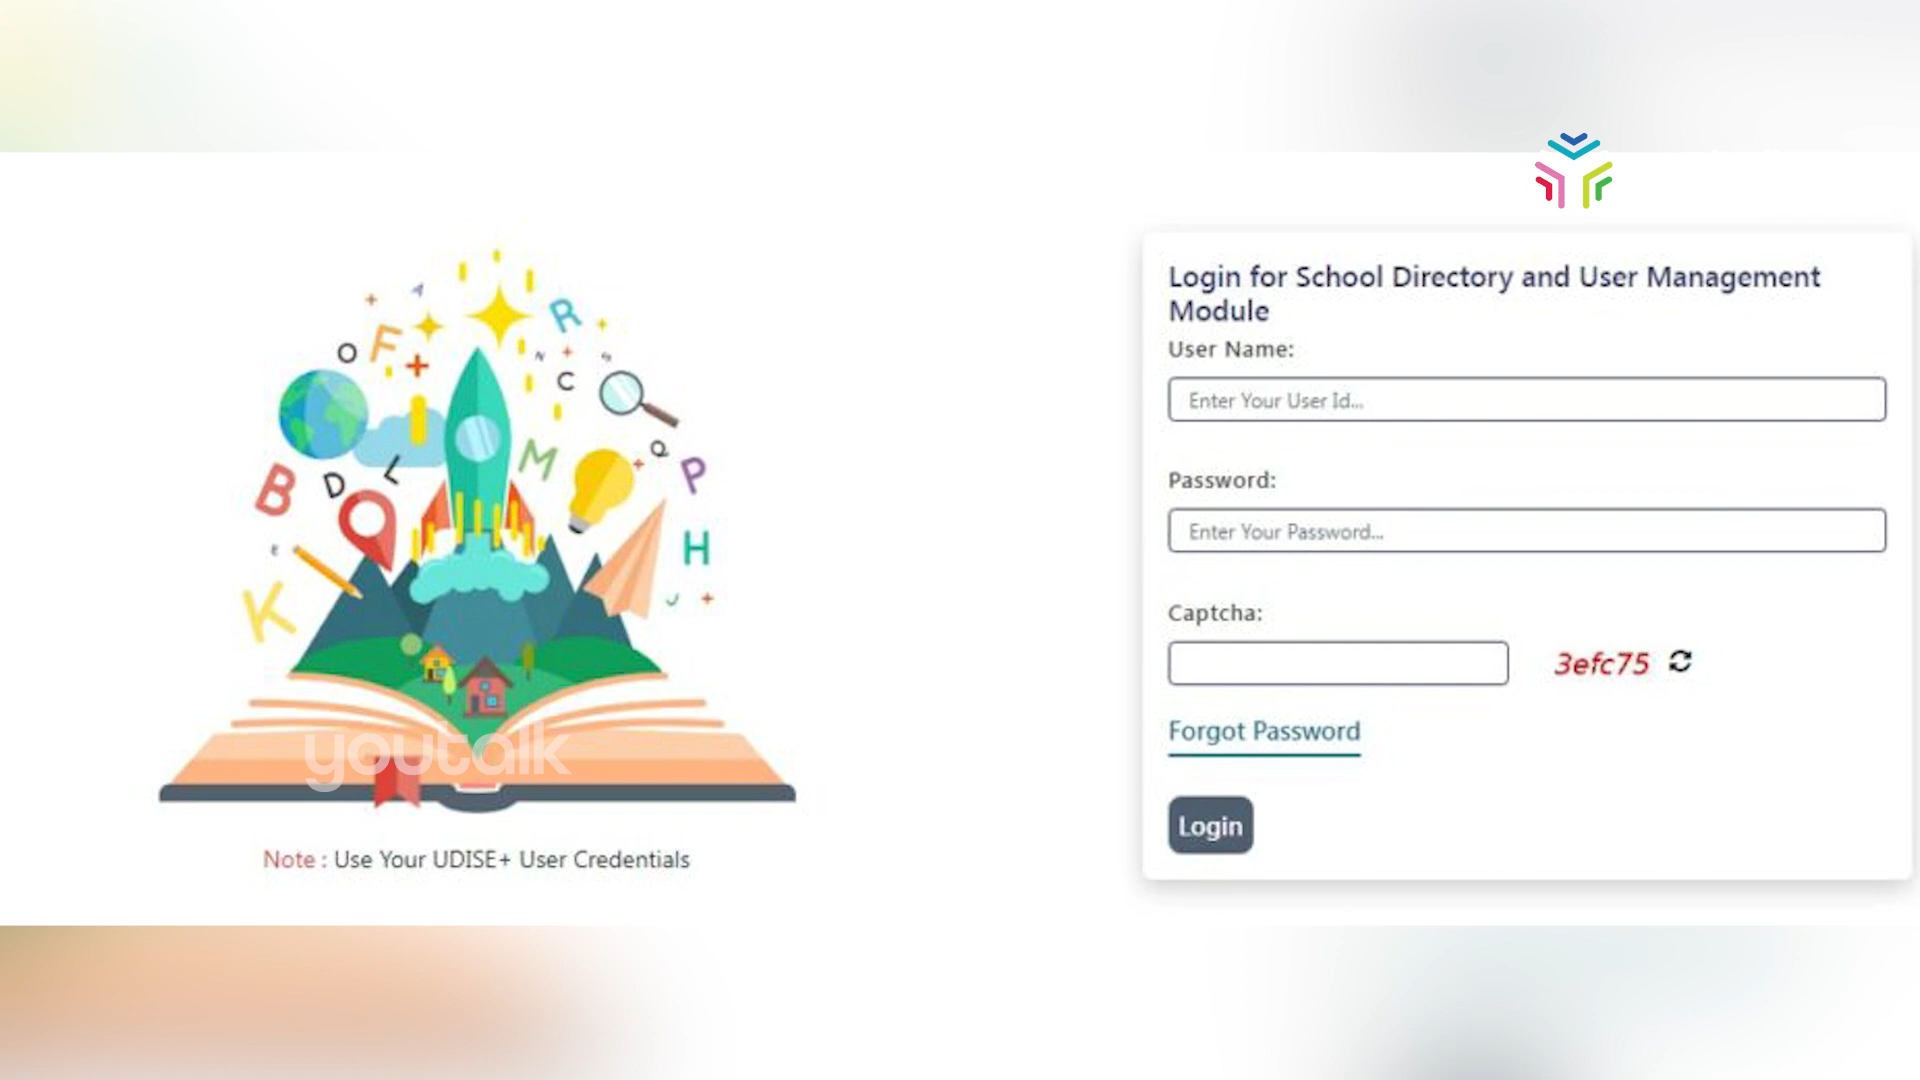 A
R
O
F
N
S
C
M
Q
P
B
D
L
H
E
K
J
youtalk
Note : Use Your UDISE+ User Credentials
Login for School Directory and User Management
Module
User Name:
Enter Your User Id...
Password:
Enter Your Password...
Captcha:
3efc75
Forgot Password
Login